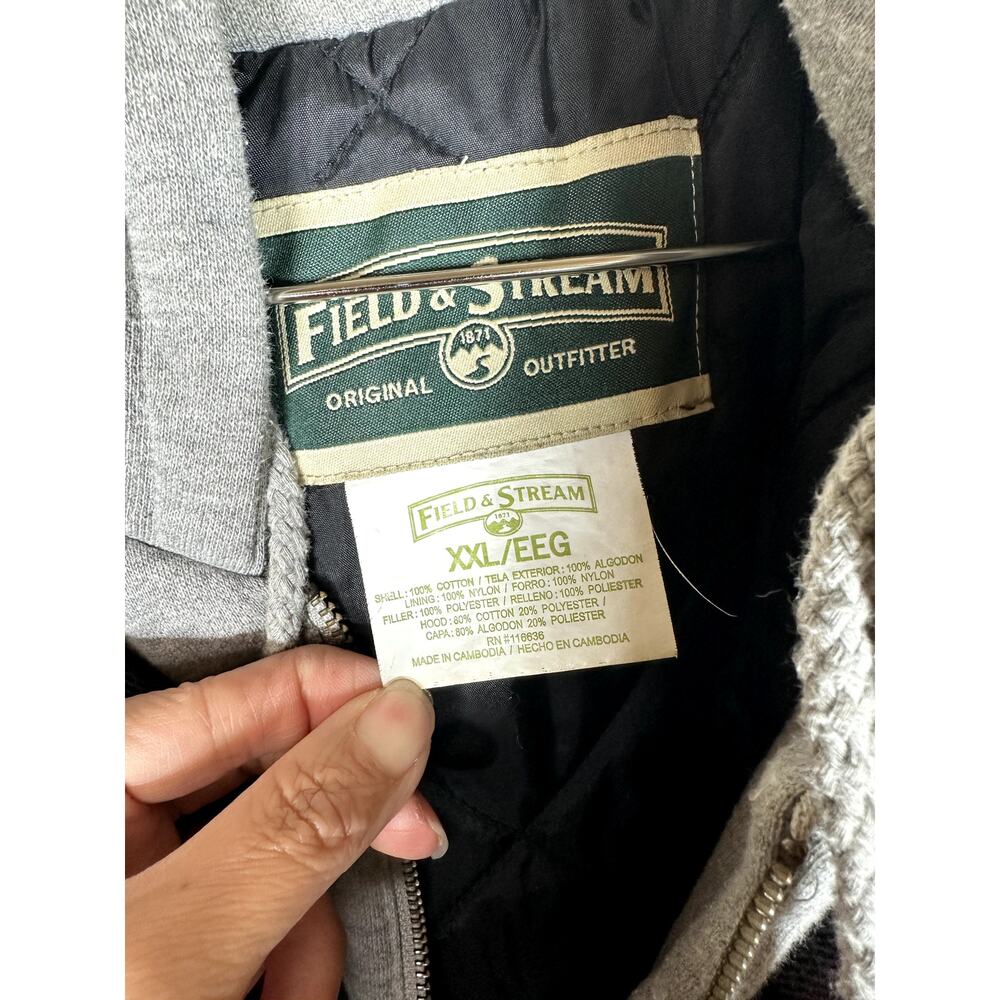 FIELD & STREAM
1871
ORIGINAL OUTFITTER
FIELD & STREAM
1871
XXL/EEG
SHELL: 100% COTTON / TELA EXTERIOR: 100% ALGODON
LINING: 100% NYLON / FORRO: 100% NYLON
FILLER: 100% POLYESTER / RELLENO: 100% POLIESTER
HOOD: 80% COTTON 20% POLYESTER /
CAPA: 80% ALGODON 20% POLIESTER
RN #116636
MADE IN CAMBODIA / HECHO EN CAMBODIA